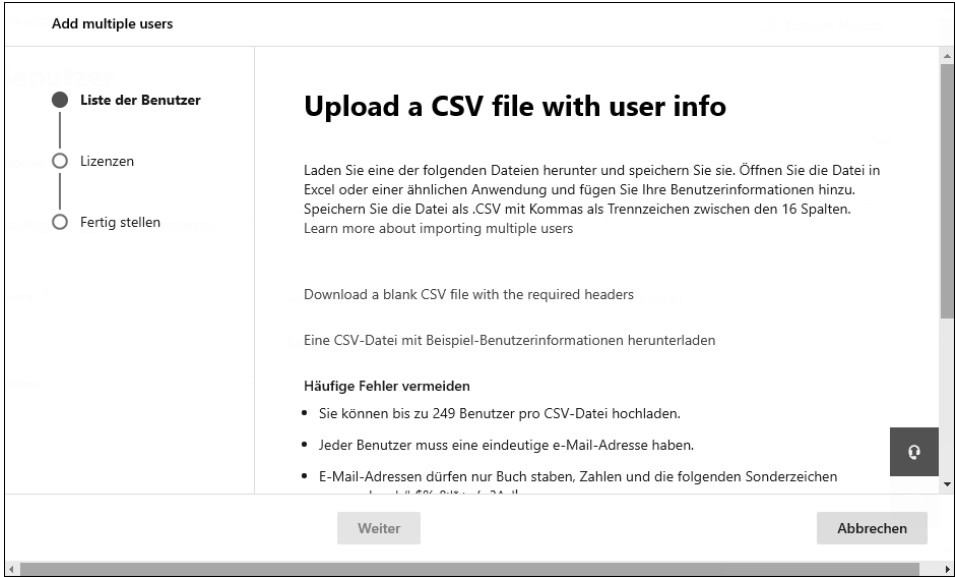 Add multiple users
Liste der Benutzer
Lizenzen
Fertig stellen
Upload a CSV file with user info
Laden Sie eine der folgenden Dateien herunter und speichern Sie sie. Öffnen Sie die Datei in
Excel oder einer ähnlichen Anwendung und fügen Sie Ihre Benutzerinformationen hinzu.
Speichern Sie die Datei als .CSV mit Kommas als Trennzeichen zwischen den 16 Spalten.
Learn more about importing multiple users
Download a blank CSV file with the required headers
Eine CSV-Datei mit Beispiel-Benutzerinformationen herunterladen
Häufige Fehler vermeiden
• Sie können bis zu 249 Benutzer pro CSV-Datei hochladen.
• Jeder Benutzer muss eine eindeutige e-Mail-Adresse haben.
• E-Mail-Adressen dürfen nur Buch staben, Zahlen und die folgenden Sonderzeichen
Weiter
Abbrechen